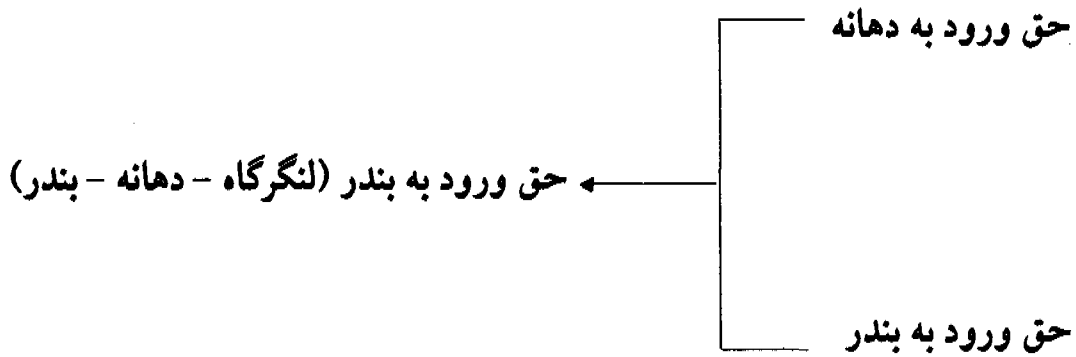 حق ورود به دهانه
حق ورود به بندر (لنگرگاه – دهانه – بندر)
حق ورود به بندر